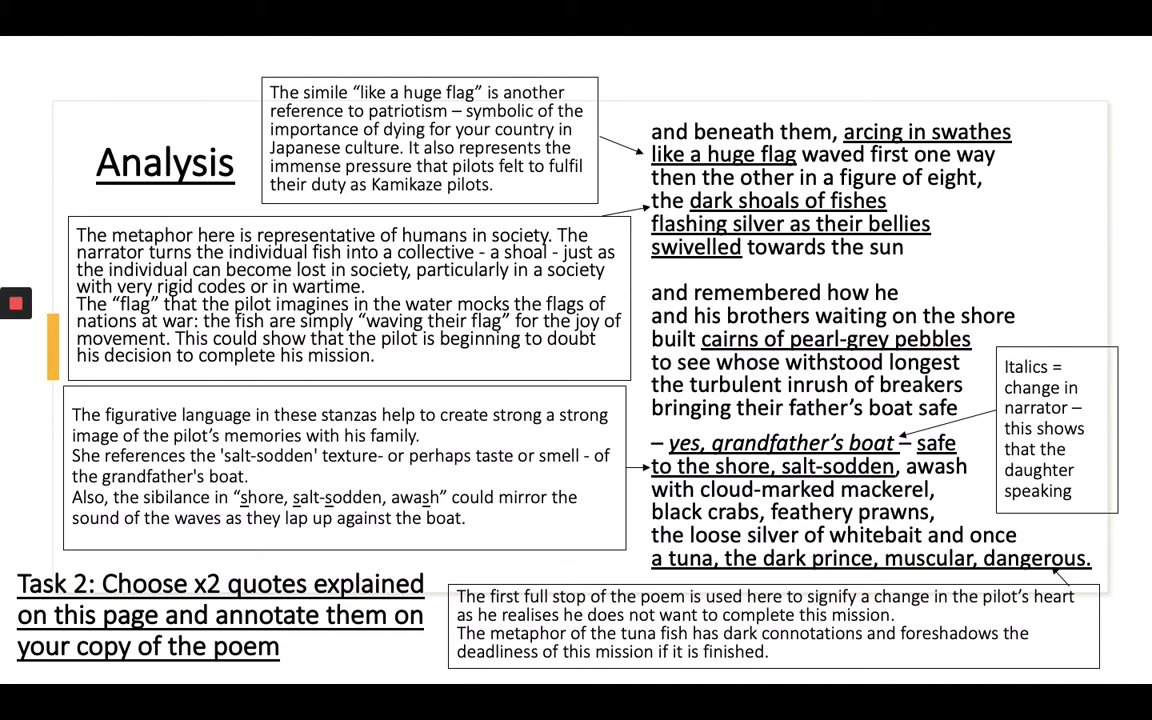 The simile “like a huge flag” is another
reference to patriotism – symbolic of the
importance of dying for your country in
Japanese culture. It also represents the
immense pressure that pilots felt to fulfil
their duty as Kamikaze pilots.
Analysis
and beneath them, arcing in swathes
like a huge flag waved first one way
then the other in a figure of eight,
the dark shoals of fishes
flashing silver as their bellies
swivelled towards the sun
The metaphor here is representative of humans in society. The
narrator turns the individual fish into a collective - a shoal - just as
the individual can become lost in society, particularly in a society
with very rigid codes or in wartime.
The “flag” that the pilot imagines in the water mocks the flags of
nations at war: the fish are simply “waving their flag” for the joy of
movement. This could show that the pilot is beginning to doubt
his decision to complete his mission.
and remembered how he
and his brothers waiting on the shore
built cairns of pearl-grey pebbles
to see whose withstood longest
the turbulent inrush of breakers
bringing their father’s boat safe
Italics =
change in
narrator –
this shows
that the
daughter
speaking
The figurative language in these stanzas help to create strong a strong
image of the pilot’s memories with his family.
She references the 'salt-sodden' texture- or perhaps taste or smell - of
the grandfather's boat.
Also, the sibilance in “shore, salt-sodden, awash” could mirror the
sound of the waves as they lap up against the boat.
– yes, grandfather’s boat – safe
to the shore, salt-sodden, awash
with cloud-marked mackerel,
black crabs, feathery prawns,
the loose silver of whitebait and once
a tuna, the dark prince, muscular, dangerous.
Task 2: Choose x2 quotes explained
on this page and annotate them on
your copy of the poem
The first full stop of the poem is used here to signify a change in the pilot’s heart
as he realises he does not want to complete this mission.
The metaphor of the tuna fish has dark connotations and foreshadows the
deadliness of this mission if it is finished.